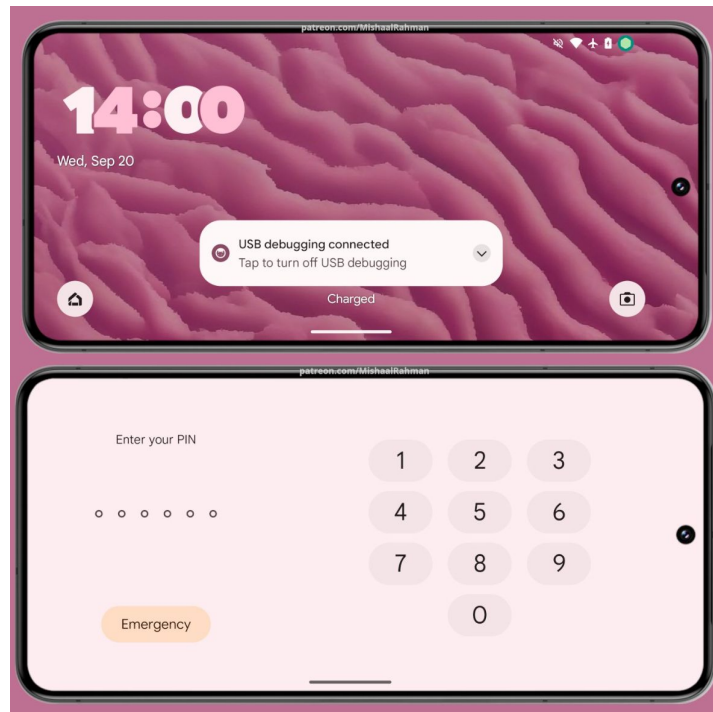 patreon.com/MishaalRahman
14:00
Wed, Sep 20
USB debugging connected
Tap to turn off USB debugging
Charged
patreon.com/MishaalRahman
Enter your PIN
1 2 3
4 5 6
7 8 9
0
Emergency